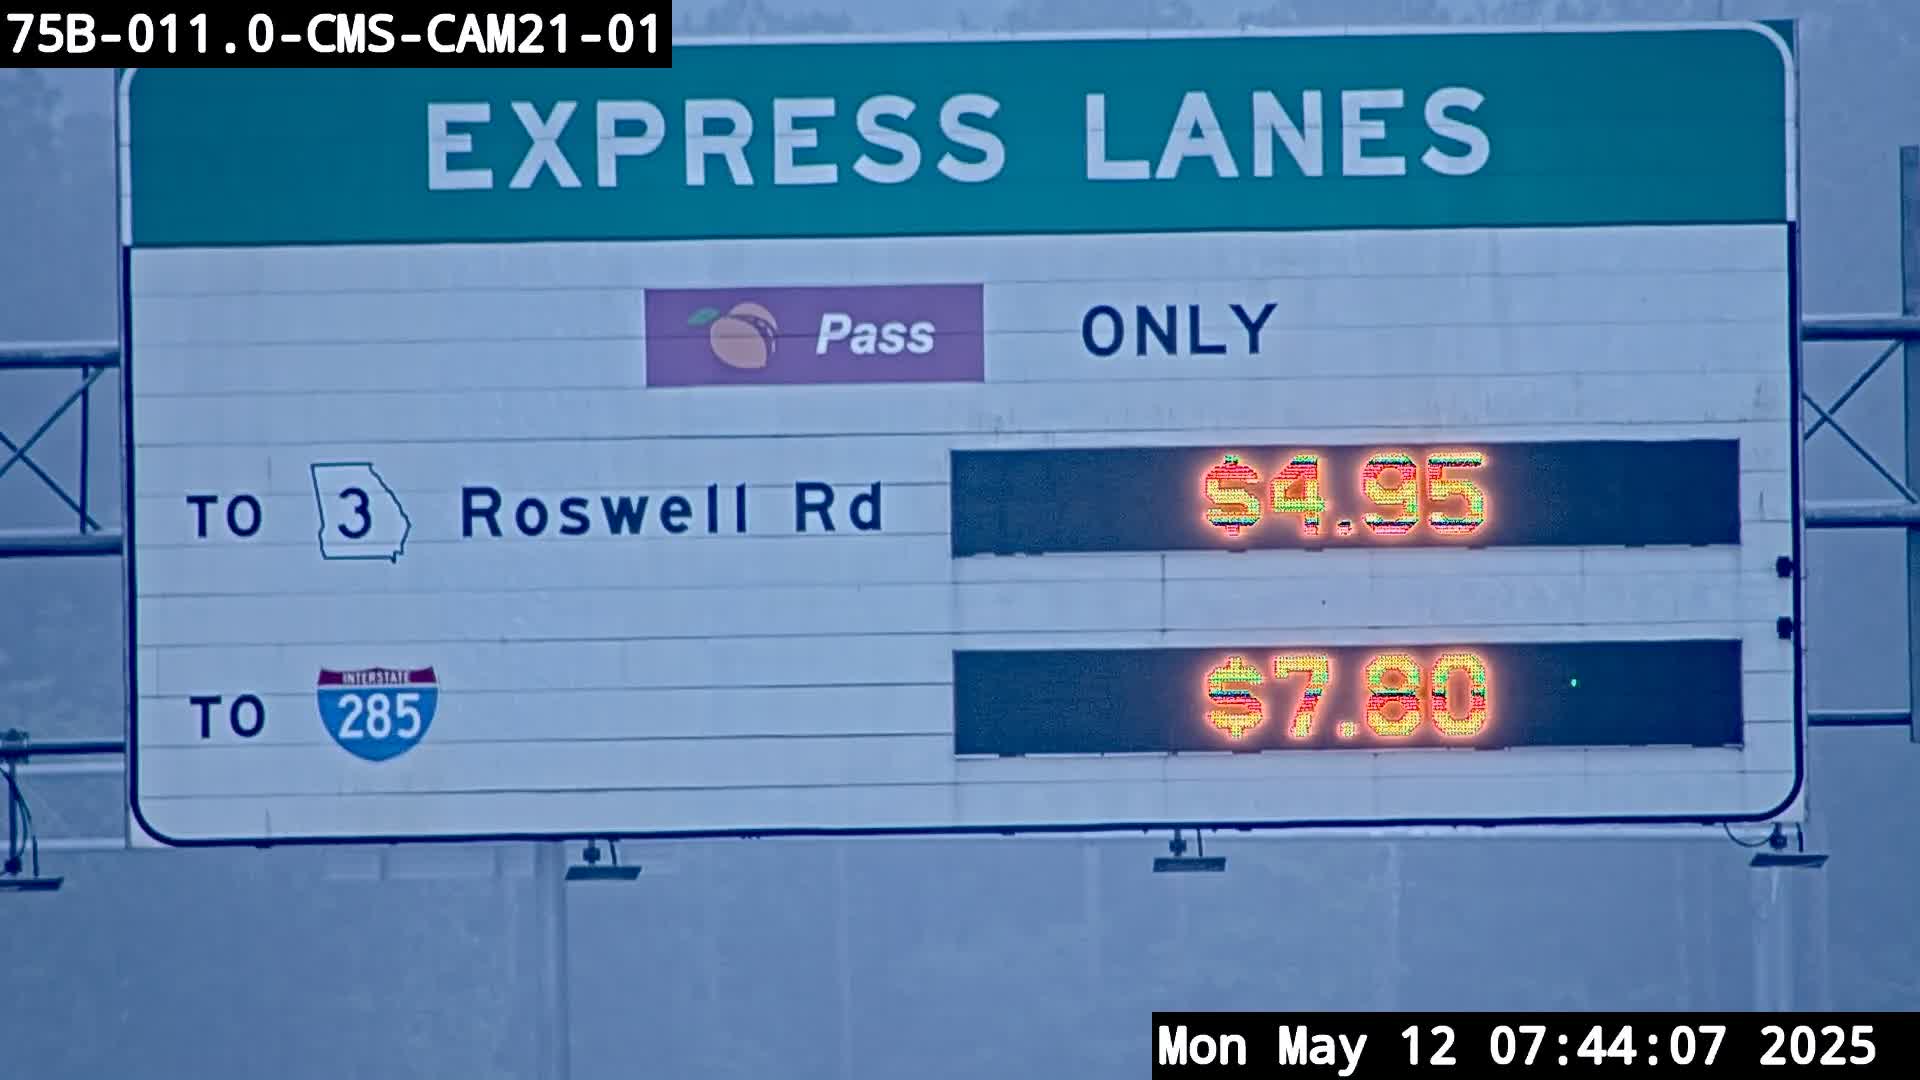 75B-011.0-CMS-CAM21-01
EXPRESS LANES
Pass ONLY
TO 3 Roswell Rd $4.95
TO INTERSTATE 285 $7.80
Mon May 12 07:44:07 2025